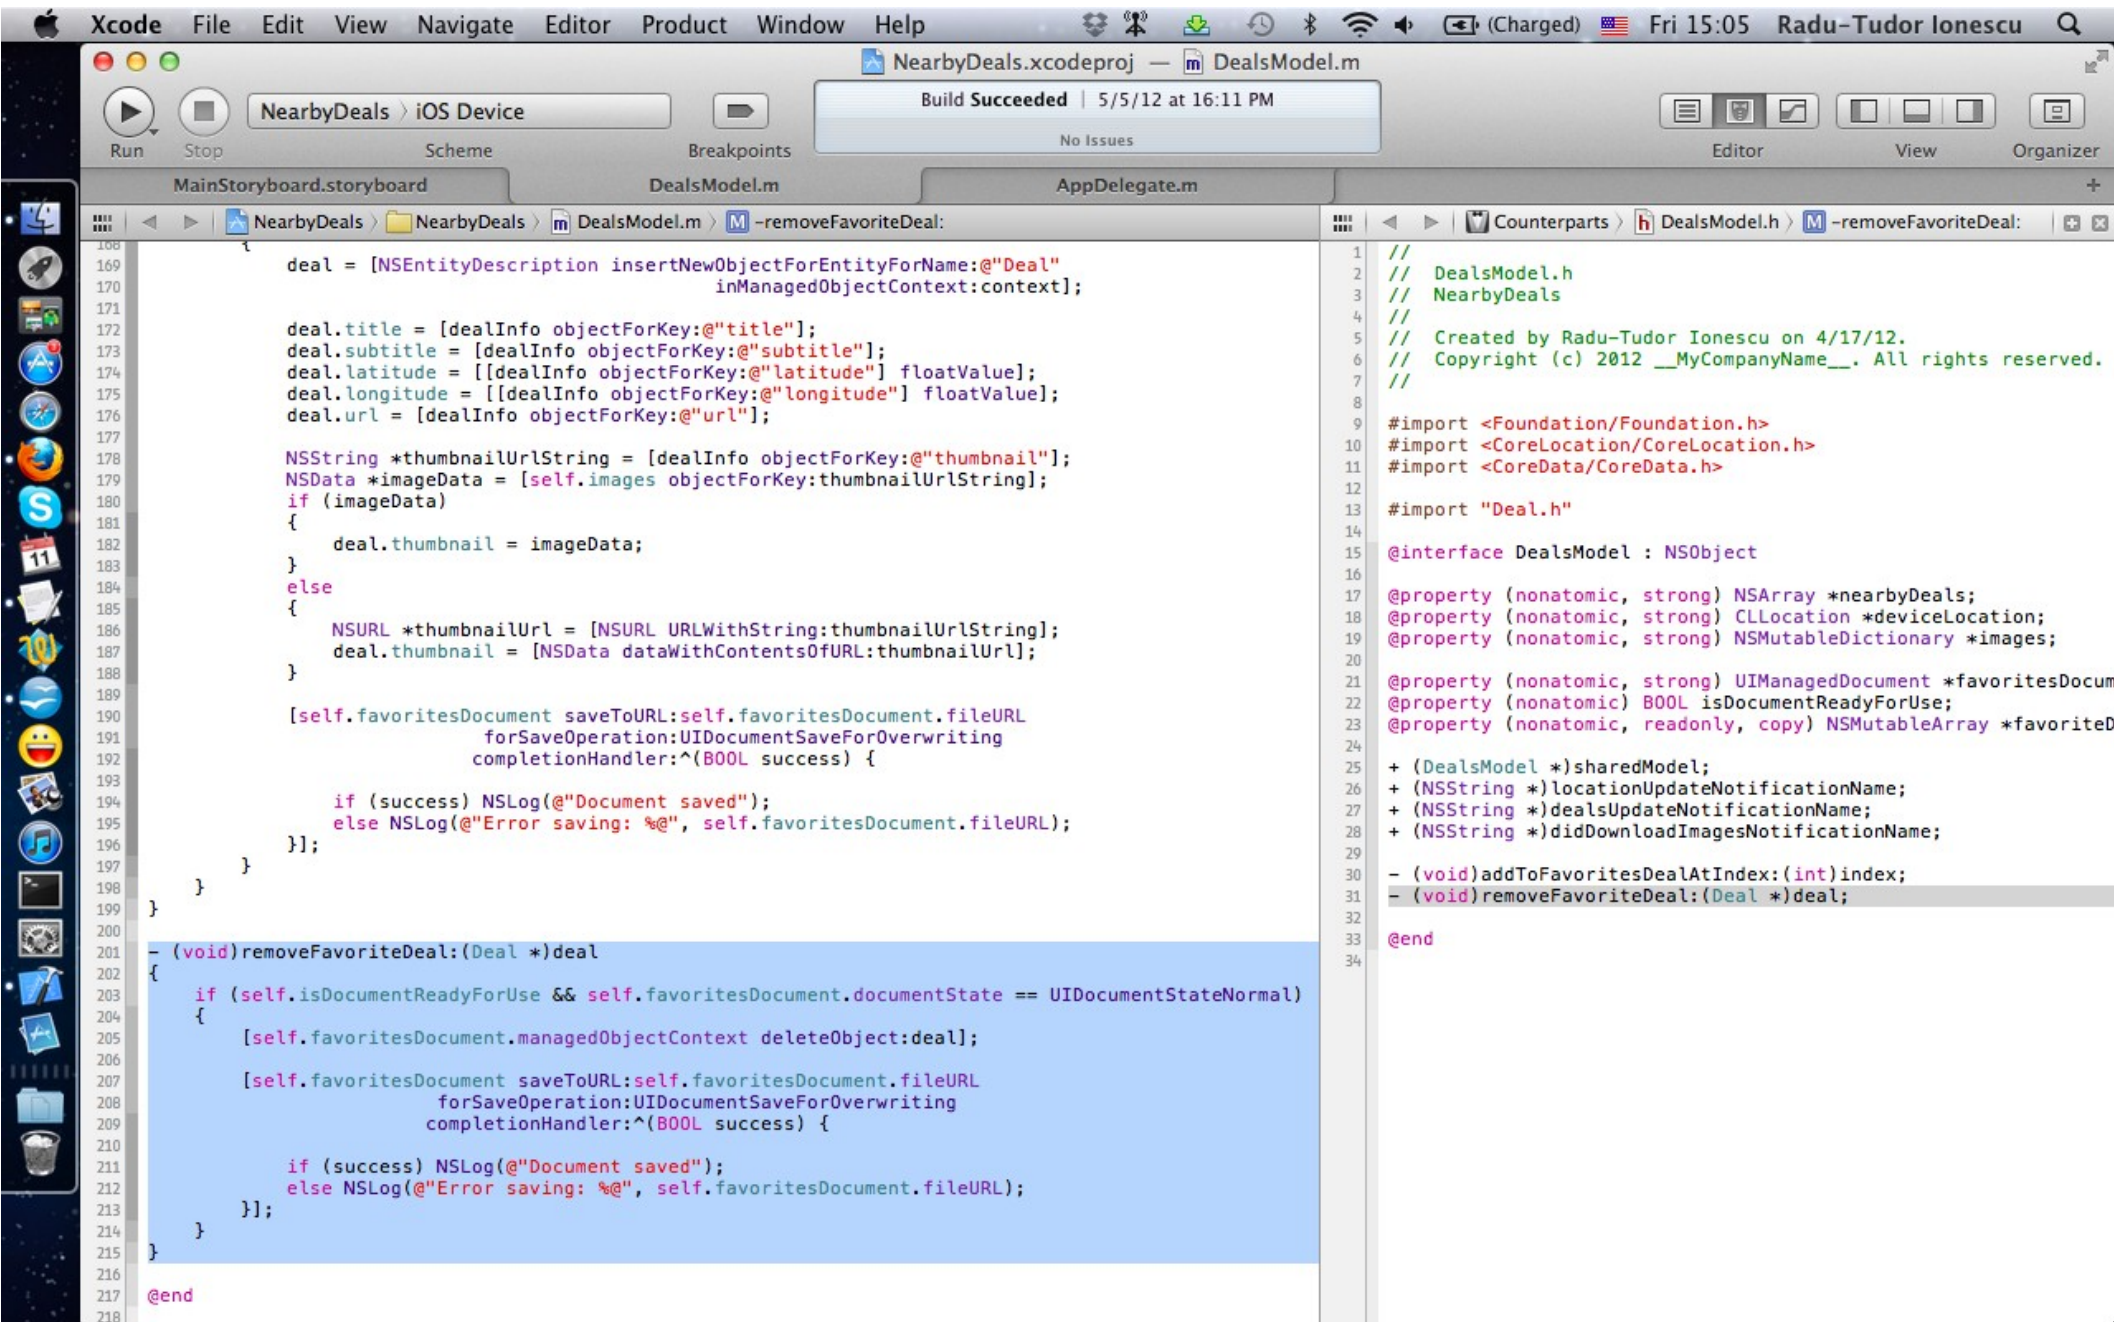 Xcode File Edit View Navigate Editor Product Window Help (Charged) Fri 15:05 Radu-Tudor Ionescu
NearbyDeals.xcodeproj — DealsModel.m
NearbyDeals 〉 iOS Device
Build Succeeded | 5/5/12 at 16:11 PM
No Issues
Run Stop Scheme Breakpoints Editor View Organizer
MainStoryboard.storyboard DealsModel.m AppDelegate.m +
NearbyDeals 〉 NearbyDeals 〉 m DealsModel.m 〉 M -removeFavoriteDeal:
168 {
169 deal = [NSEntityDescription insertNewObjectForEntityForName:@"Deal"
170 inManagedObjectContext:context];
171
172 deal.title = [dealInfo objectForKey:@"title"];
173 deal.subtitle = [dealInfo objectForKey:@"subtitle"];
174 deal.latitude = [[dealInfo objectForKey:@"latitude"] floatValue];
175 deal.longitude = [[dealInfo objectForKey:@"longitude"] floatValue];
176 deal.url = [dealInfo objectForKey:@"url"];
177
178 NSString *thumbnailUrlString = [dealInfo objectForKey:@"thumbnail"];
179 NSData *imageData = [self.images objectForKey:thumbnailUrlString];
180 if (imageData)
181 {
182 deal.thumbnail = imageData;
183 }
184 else
185 {
186 NSURL *thumbnailUrl = [NSURL URLWithString:thumbnailUrlString];
187 deal.thumbnail = [NSData dataWithContentsOfURL:thumbnailUrl];
188 }
189
190 [self.favoritesDocument saveToURL:self.favoritesDocument.fileURL
191 forSaveOperation:UIDocumentSaveForOverwriting
192 completionHandler:^(BOOL success) {
193
194 if (success) NSLog(@"Document saved");
195 else NSLog(@"Error saving: %@", self.favoritesDocument.fileURL);
196 }];
197 }
198 }
199 }
200
201 - (void)removeFavoriteDeal:(Deal *)deal
202 {
203 if (self.isDocumentReadyForUse && self.favoritesDocument.documentState == UIDocumentStateNormal)
204 {
205 [self.favoritesDocument.managedObjectContext deleteObject:deal];
206
207 [self.favoritesDocument saveToURL:self.favoritesDocument.fileURL
208 forSaveOperation:UIDocumentSaveForOverwriting
209 completionHandler:^(BOOL success) {
210
211 if (success) NSLog(@"Document saved");
212 else NSLog(@"Error saving: %@", self.favoritesDocument.fileURL);
213 }];
214 }
215 }
216
217 @end
218
Counterparts 〉 h DealsModel.h 〉 M -removeFavoriteDeal:
1 //
2 // DealsModel.h
3 // NearbyDeals
4 //
5 // Created by Radu-Tudor Ionescu on 4/17/12.
6 // Copyright (c) 2012 __MyCompanyName__. All rights reserved.
7 //
8
9 #import <Foundation/Foundation.h>
10 #import <CoreLocation/CoreLocation.h>
11 #import <CoreData/CoreData.h>
12
13 #import "Deal.h"
14
15 @interface DealsModel : NSObject
16
17 @property (nonatomic, strong) NSArray *nearbyDeals;
18 @property (nonatomic, strong) CLLocation *deviceLocation;
19 @property (nonatomic, strong) NSMutableDictionary *images;
20
21 @property (nonatomic, strong) UIManagedDocument *favoritesDocum
22 @property (nonatomic) BOOL isDocumentReadyForUse;
23 @property (nonatomic, readonly, copy) NSMutableArray *favoriteD
24
25 + (DealsModel *)sharedModel;
26 + (NSString *)locationUpdateNotificationName;
27 + (NSString *)dealsUpdateNotificationName;
28 + (NSString *)didDownloadImagesNotificationName;
29
30 - (void)addToFavoritesDealAtIndex:(int)index;
31 - (void)removeFavoriteDeal:(Deal *)deal;
32
33 @end
34
11